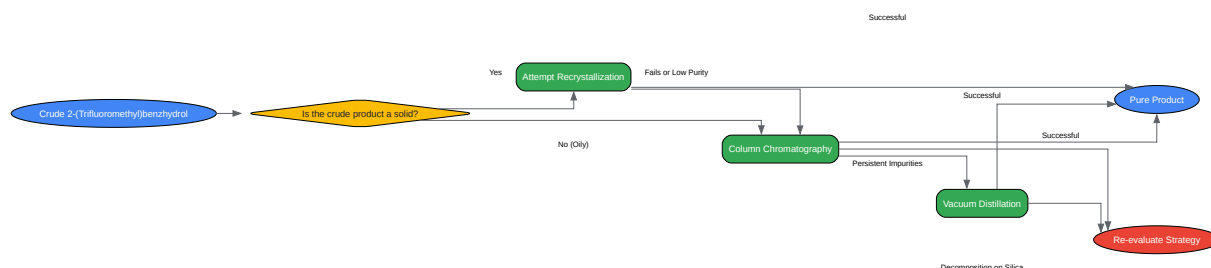 Successful
Yes
Attempt Recrystallization
Fails or Low Purity
Successful
Pure Product
Crude 2-(Trifluoromethyl)benzhydrol
Is the crude product a solid?
Successful
No (Oily)
Column Chromatography
Persistent Impurities
Vacuum Distillation
Re-evaluate Strategy
Decomposition on Silica